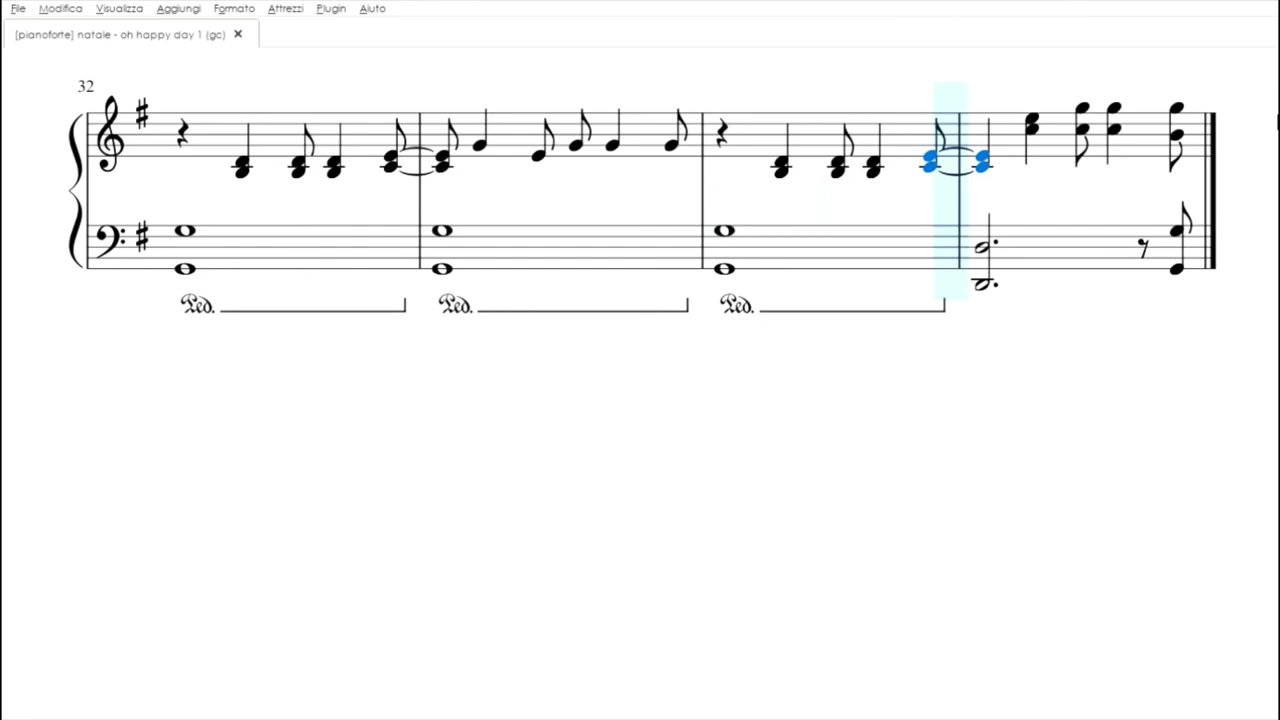 File Modifica Visualizza Aggiungi Formato Attrezzi Plugin Aiuto
[pianoforte] natale - oh happy day 1 (gc) ×
32
Ped. Ped. Ped.